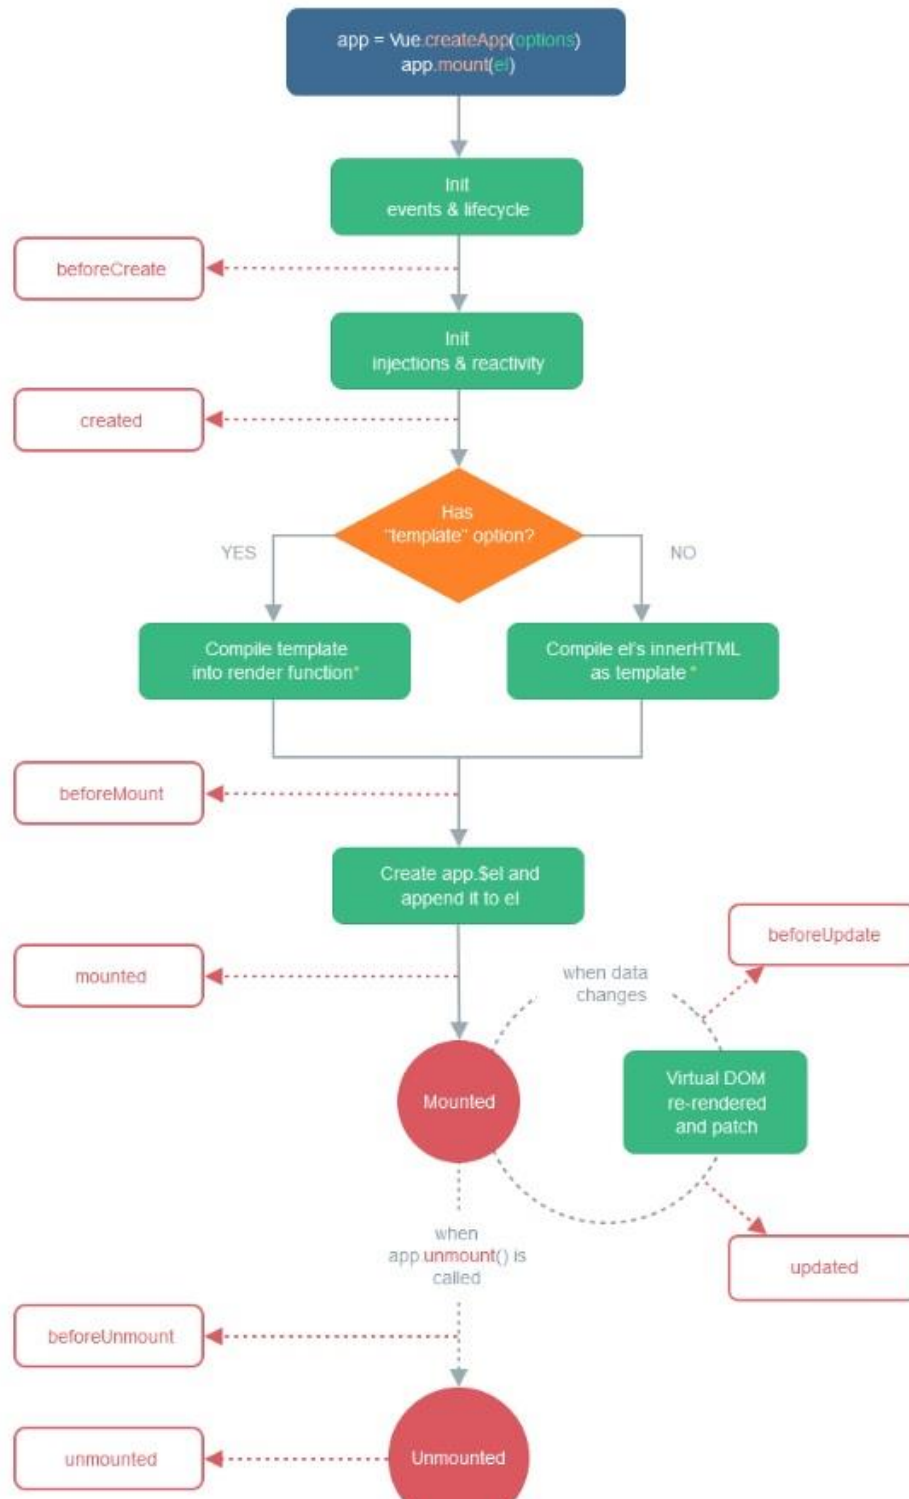 app = Vue.createApp(options)
app.mount(el)
Init
events & lifecycle
beforeCreate
Init
injections & reactivity
created
Has
"template" option?
YES
NO
Compile template
into render function*
Compile el's innerHTML
as template *
beforeMount
Create app.$el and
append it to el
beforeUpdate
mounted
when data
changes
Mounted
Virtual DOM
re-rendered
and patch
when
app.unmount() is
called
updated
beforeUnmount
unmounted
Unmounted